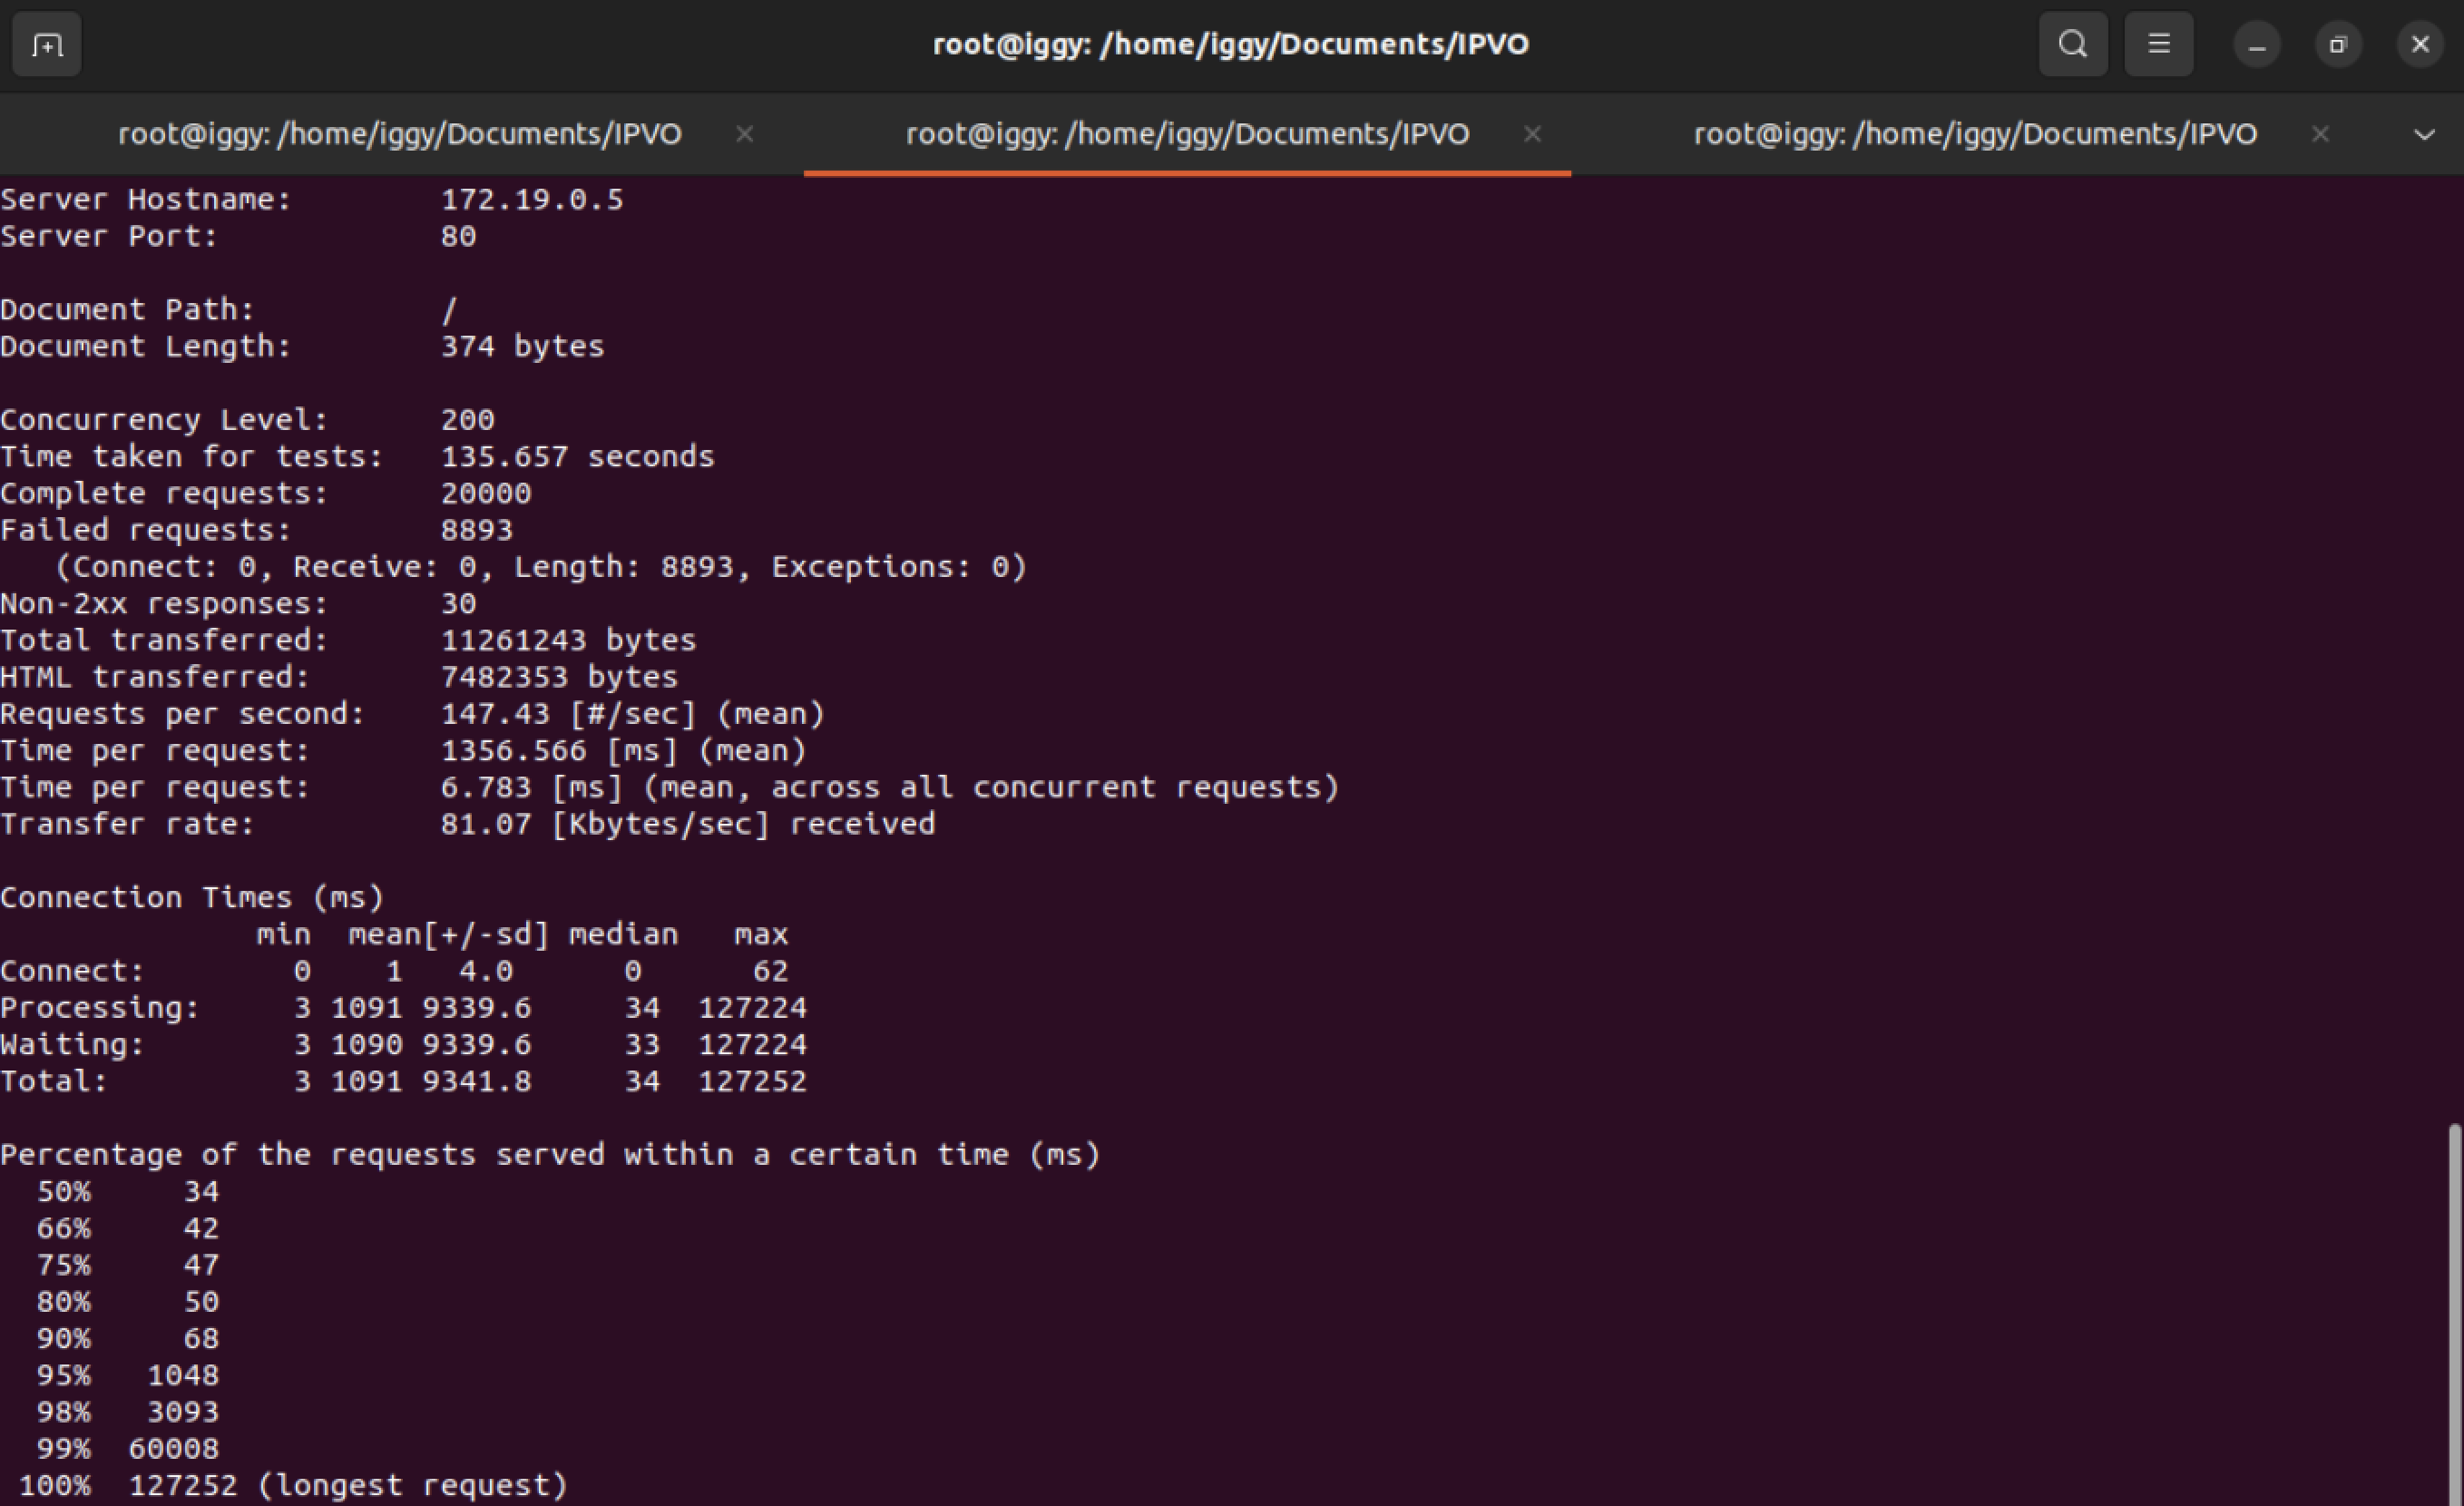 root@iggy: /home/iggy/Documents/IPVO
root@iggy: /home/iggy/Documents/IPVO root@iggy: /home/iggy/Documents/IPVO root@iggy: /home/iggy/Documents/IPVO
Server Hostname:        172.19.0.5
Server Port:            80
Document Path:          /
Document Length:        374 bytes
Concurrency Level:      200
Time taken for tests:   135.657 seconds
Complete requests:      20000
Failed requests:        8893
   (Connect: 0, Receive: 0, Length: 8893, Exceptions: 0)
Non-2xx responses:      30
Total transferred:      11261243 bytes
HTML transferred:       7482353 bytes
Requests per second:    147.43 [#/sec] (mean)
Time per request:       1356.566 [ms] (mean)
Time per request:       6.783 [ms] (mean, across all concurrent requests)
Transfer rate:          81.07 [Kbytes/sec] received
Connection Times (ms)
              min  mean[+/-sd] median   max
Connect:        0    1   4.0      0      62
Processing:     3 1091 9339.6     34  127224
Waiting:        3 1090 9339.6     33  127224
Total:          3 1091 9341.8     34  127252
Percentage of the requests served within a certain time (ms)
  50%     34
  66%     42
  75%     47
  80%     50
  90%     68
  95%   1048
  98%   3093
  99%  60008
 100%  127252 (longest request)